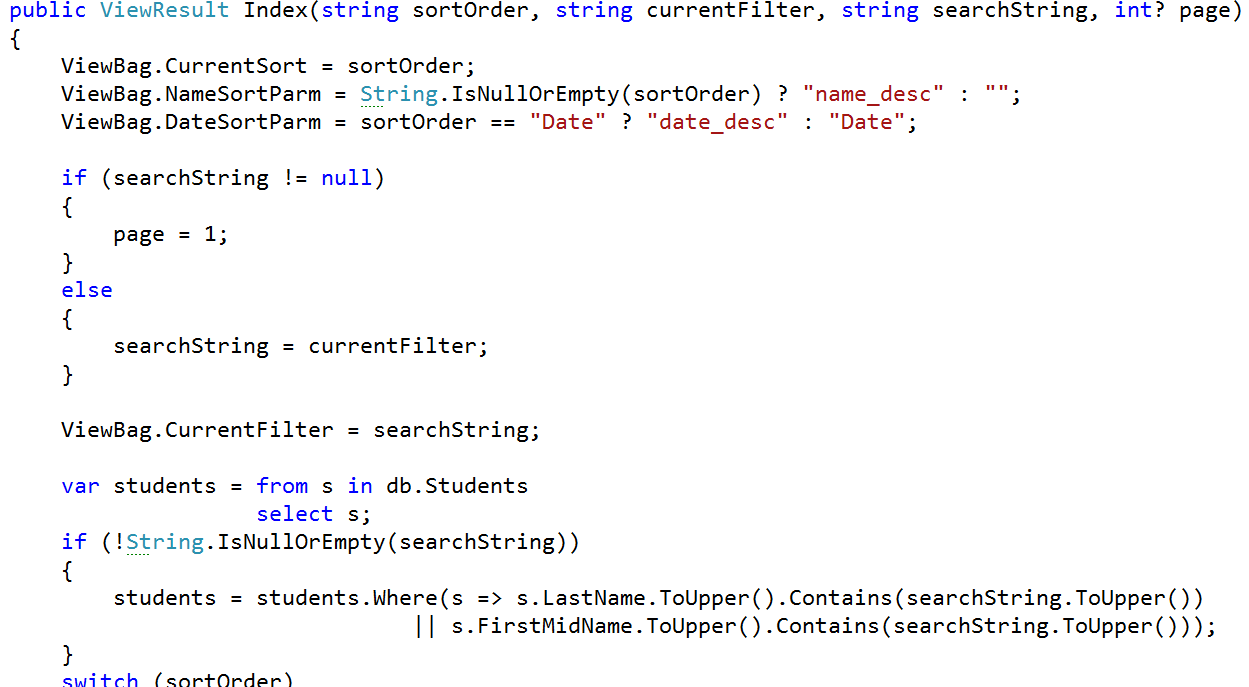 public ViewResult Index(string sortOrder, string currentFilter, string searchString, int? page)
{
    ViewBag.CurrentSort = sortOrder;
    ViewBag.NameSortParm = String.IsNullOrEmpty(sortOrder) ? "name_desc" : "";
    ViewBag.DateSortParm = sortOrder == "Date" ? "date_desc" : "Date";

    if (searchString != null)
    {
        page = 1;
    }
    else
    {
        searchString = currentFilter;
    }

    ViewBag.CurrentFilter = searchString;

    var students = from s in db.Students
                   select s;
    if (!String.IsNullOrEmpty(searchString))
    {
        students = students.Where(s => s.LastName.ToUpper().Contains(searchString.ToUpper())
                               || s.FirstMidName.ToUpper().Contains(searchString.ToUpper()));
    }
    switch (sortOrder)